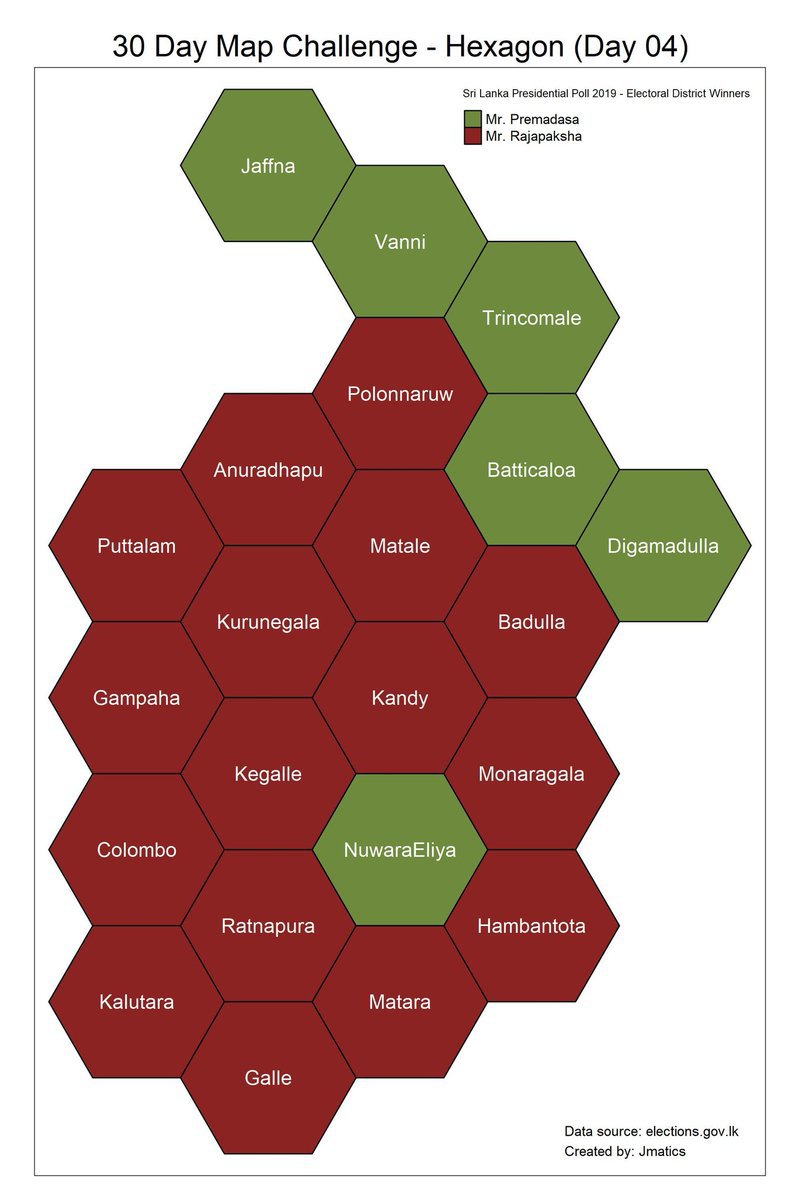 30 Day Map Challenge - Hexagon (Day 04)
Sri Lanka Presidential Poll 2019 - Electoral District Winners
Mr. Premadasa
Mr. Rajapaksha
Jaffna
Vanni
Trincomale
Polonnaruw
Anuradhapu
Batticaloa
Puttalam
Matale
Digamadulla
Kurunegala
Badulla
Gampaha
Kandy
Kegalle
Monaragala
Colombo
NuwaraEliya
Ratnapura
Hambantota
Kalutara
Matara
Galle
Data source: elections.gov.lk
Created by: Jmatics